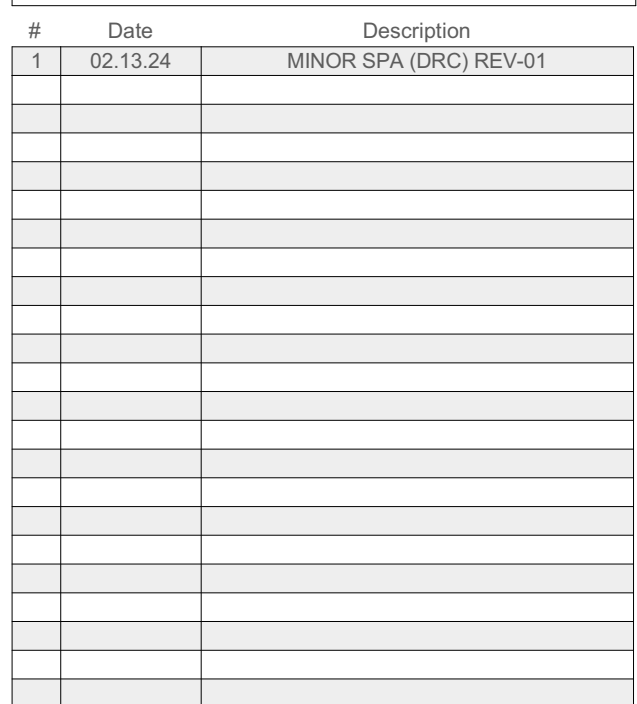 # Date Description
1 02.13.24 MINOR SPA (DRC) REV-01